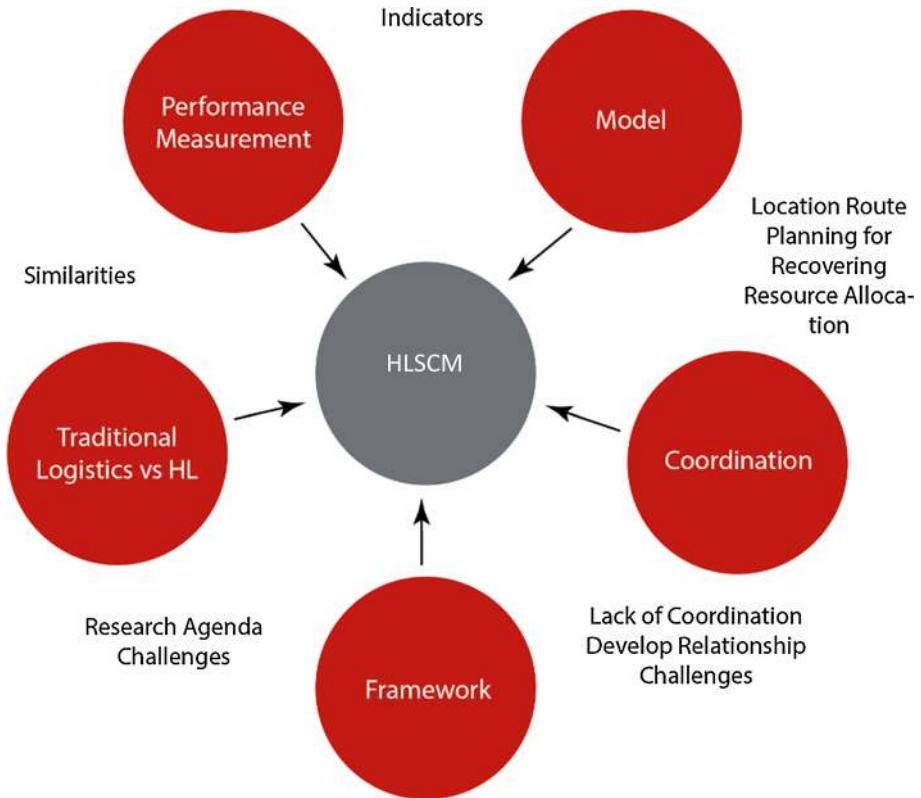 Indicators
Performance
Measurement
Model
Location Route
Planning for
Recovering
Resource Alloca-
tion
Similarities
HLSCM
Traditional
Logistics vs HL
Coordination
Research Agenda
Challenges
Lack of Coordination
Develop Relationship
Challenges
Framework